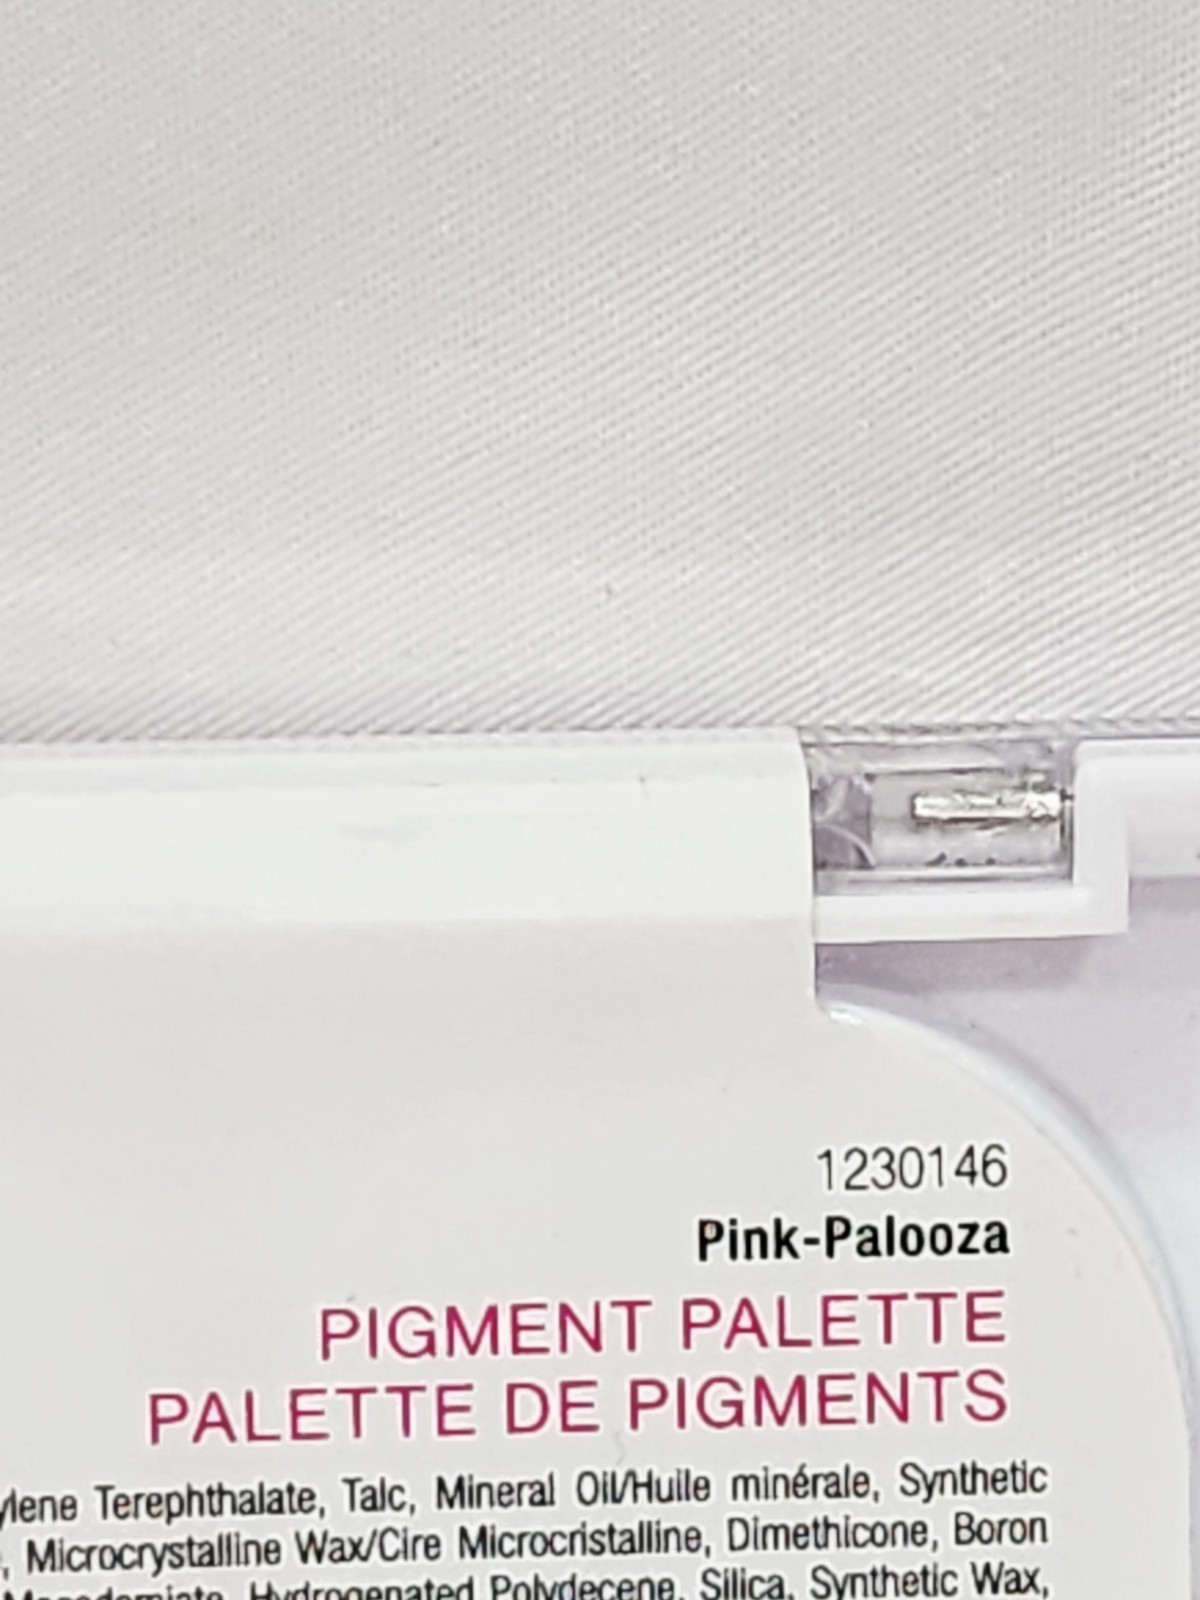 1230146
Pink-Palooza
PIGMENT PALETTE
PALETTE DE PIGMENTS
Terephthalate, Talc, Mineral Oil/Huile minérale, Synthetic
, Microcrystalline Wax/Cire Microcristalline, Dimethicone, Boron
Hydrogenated Polydecene, Silica, Synthetic Wax,